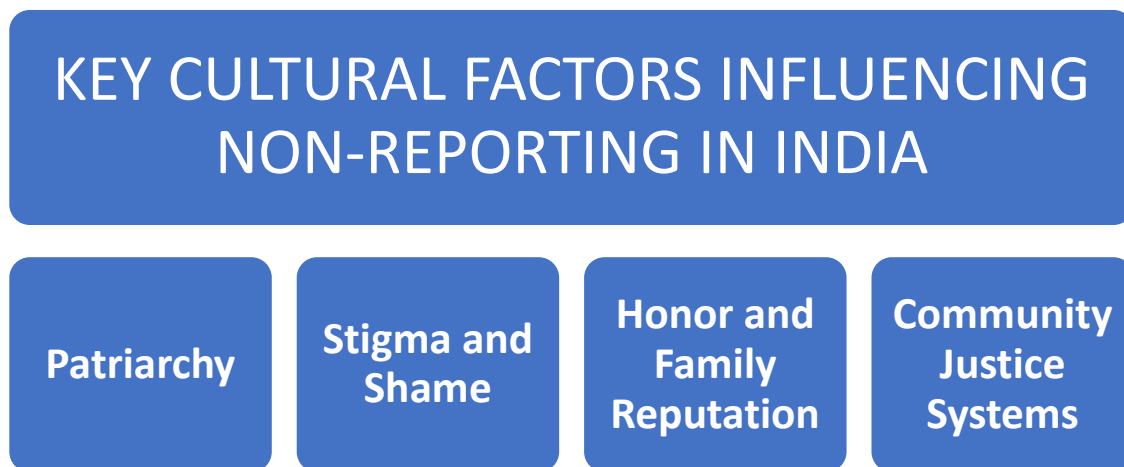 KEY CULTURAL FACTORS INFLUENCING
NON-REPORTING IN INDIA
Patriarchy
Stigma and
Shame
Honor and
Family
Reputation
Community
Justice
Systems